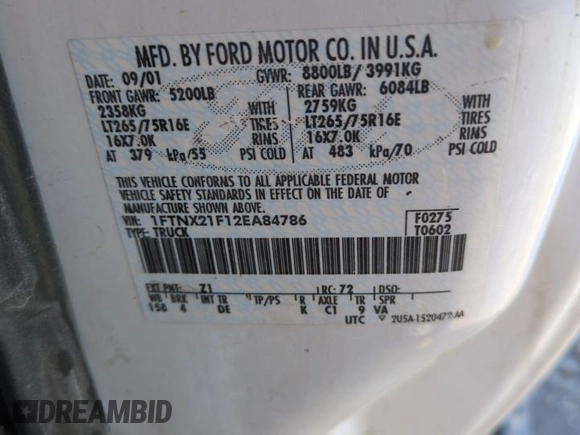 MFD. BY FORD MOTOR CO. IN U.S.A.
DATE: 09/01 GVWR: 8800LB/ 3991KG
FRONT GAWR: 5200LB REAR GAWR: 6084LB
2358KG WITH 2759KG WITH
LT265/75R16E TIRES LT265/75R16E TIRES
16X7.0K RIMS 16X7.0K RIMS
AT 379 kPa/55 PSI COLD AT 483 kPa/70 PSI COLD
THIS VEHICLE CONFORMS TO ALL APPLICABLE FEDERAL MOTOR
VEHICLE SAFETY STANDARDS IN EFFECT ON THE DATE OF
MANUFACTURE SHOWN ABOVE.
VIN: 1FTNX21F12EA84786 F0275
TYPE: TRUCK T0602
EXT PNT: Z1 RC: 72 DSO:
WB BRK INT TR TP/PS R AXLE TR SPR
158 4 DE K C1 9 VA
UTC
DREAMBID